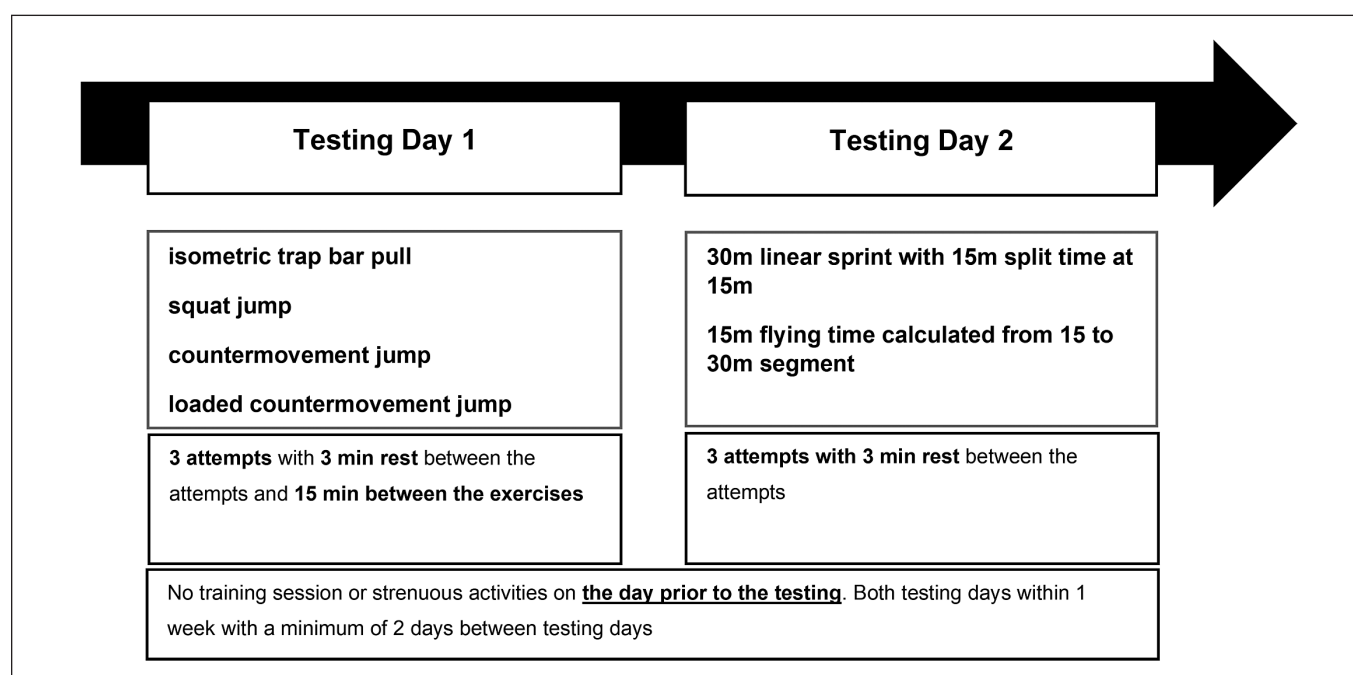 Testing Day 1
Testing Day 2
isometric trap bar pull
squat jump
countermovement jump
loaded countermovement jump
30m linear sprint with 15m split time at
15m
15m flying time calculated from 15 to
30m segment
3 attempts with 3 min rest between the
attempts and 15 min between the exercises
3 attempts with 3 min rest between the
attempts
No training session or strenuous activities on the day prior to the testing. Both testing days within 1
week with a minimum of 2 days between testing days